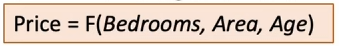 Price = F(Bedrooms, Area, Age)